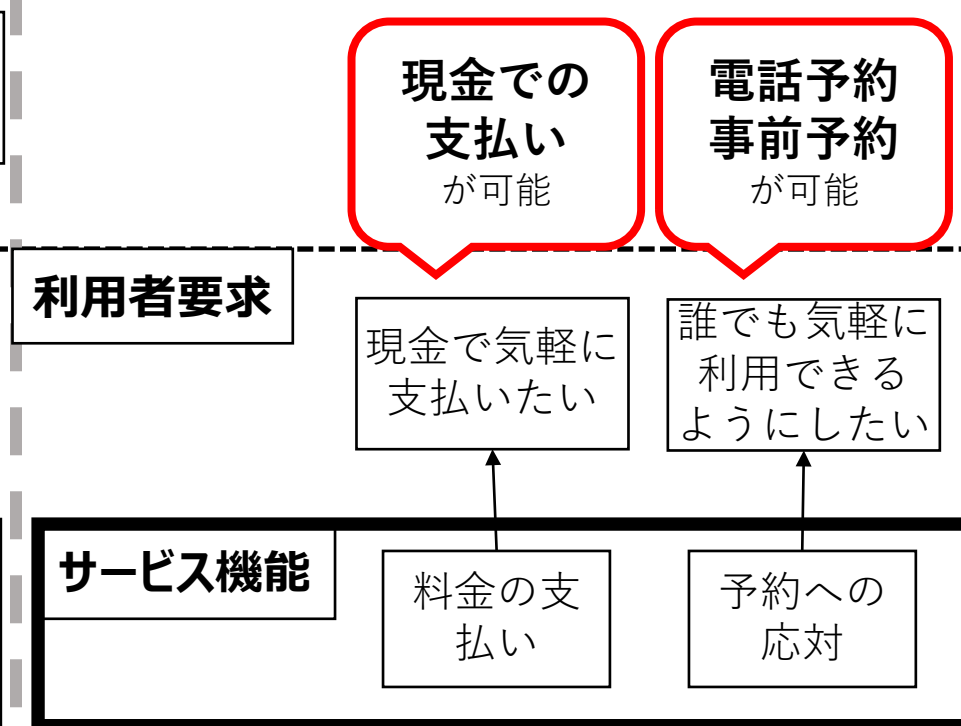 現金での
支払い
が可能
電話予約
事前予約
が可能
利用者要求
現金で気軽に
支払いたい
誰でも気軽に
利用できる
ようにしたい
サービス機能
料金の支
払い
予約への
応対